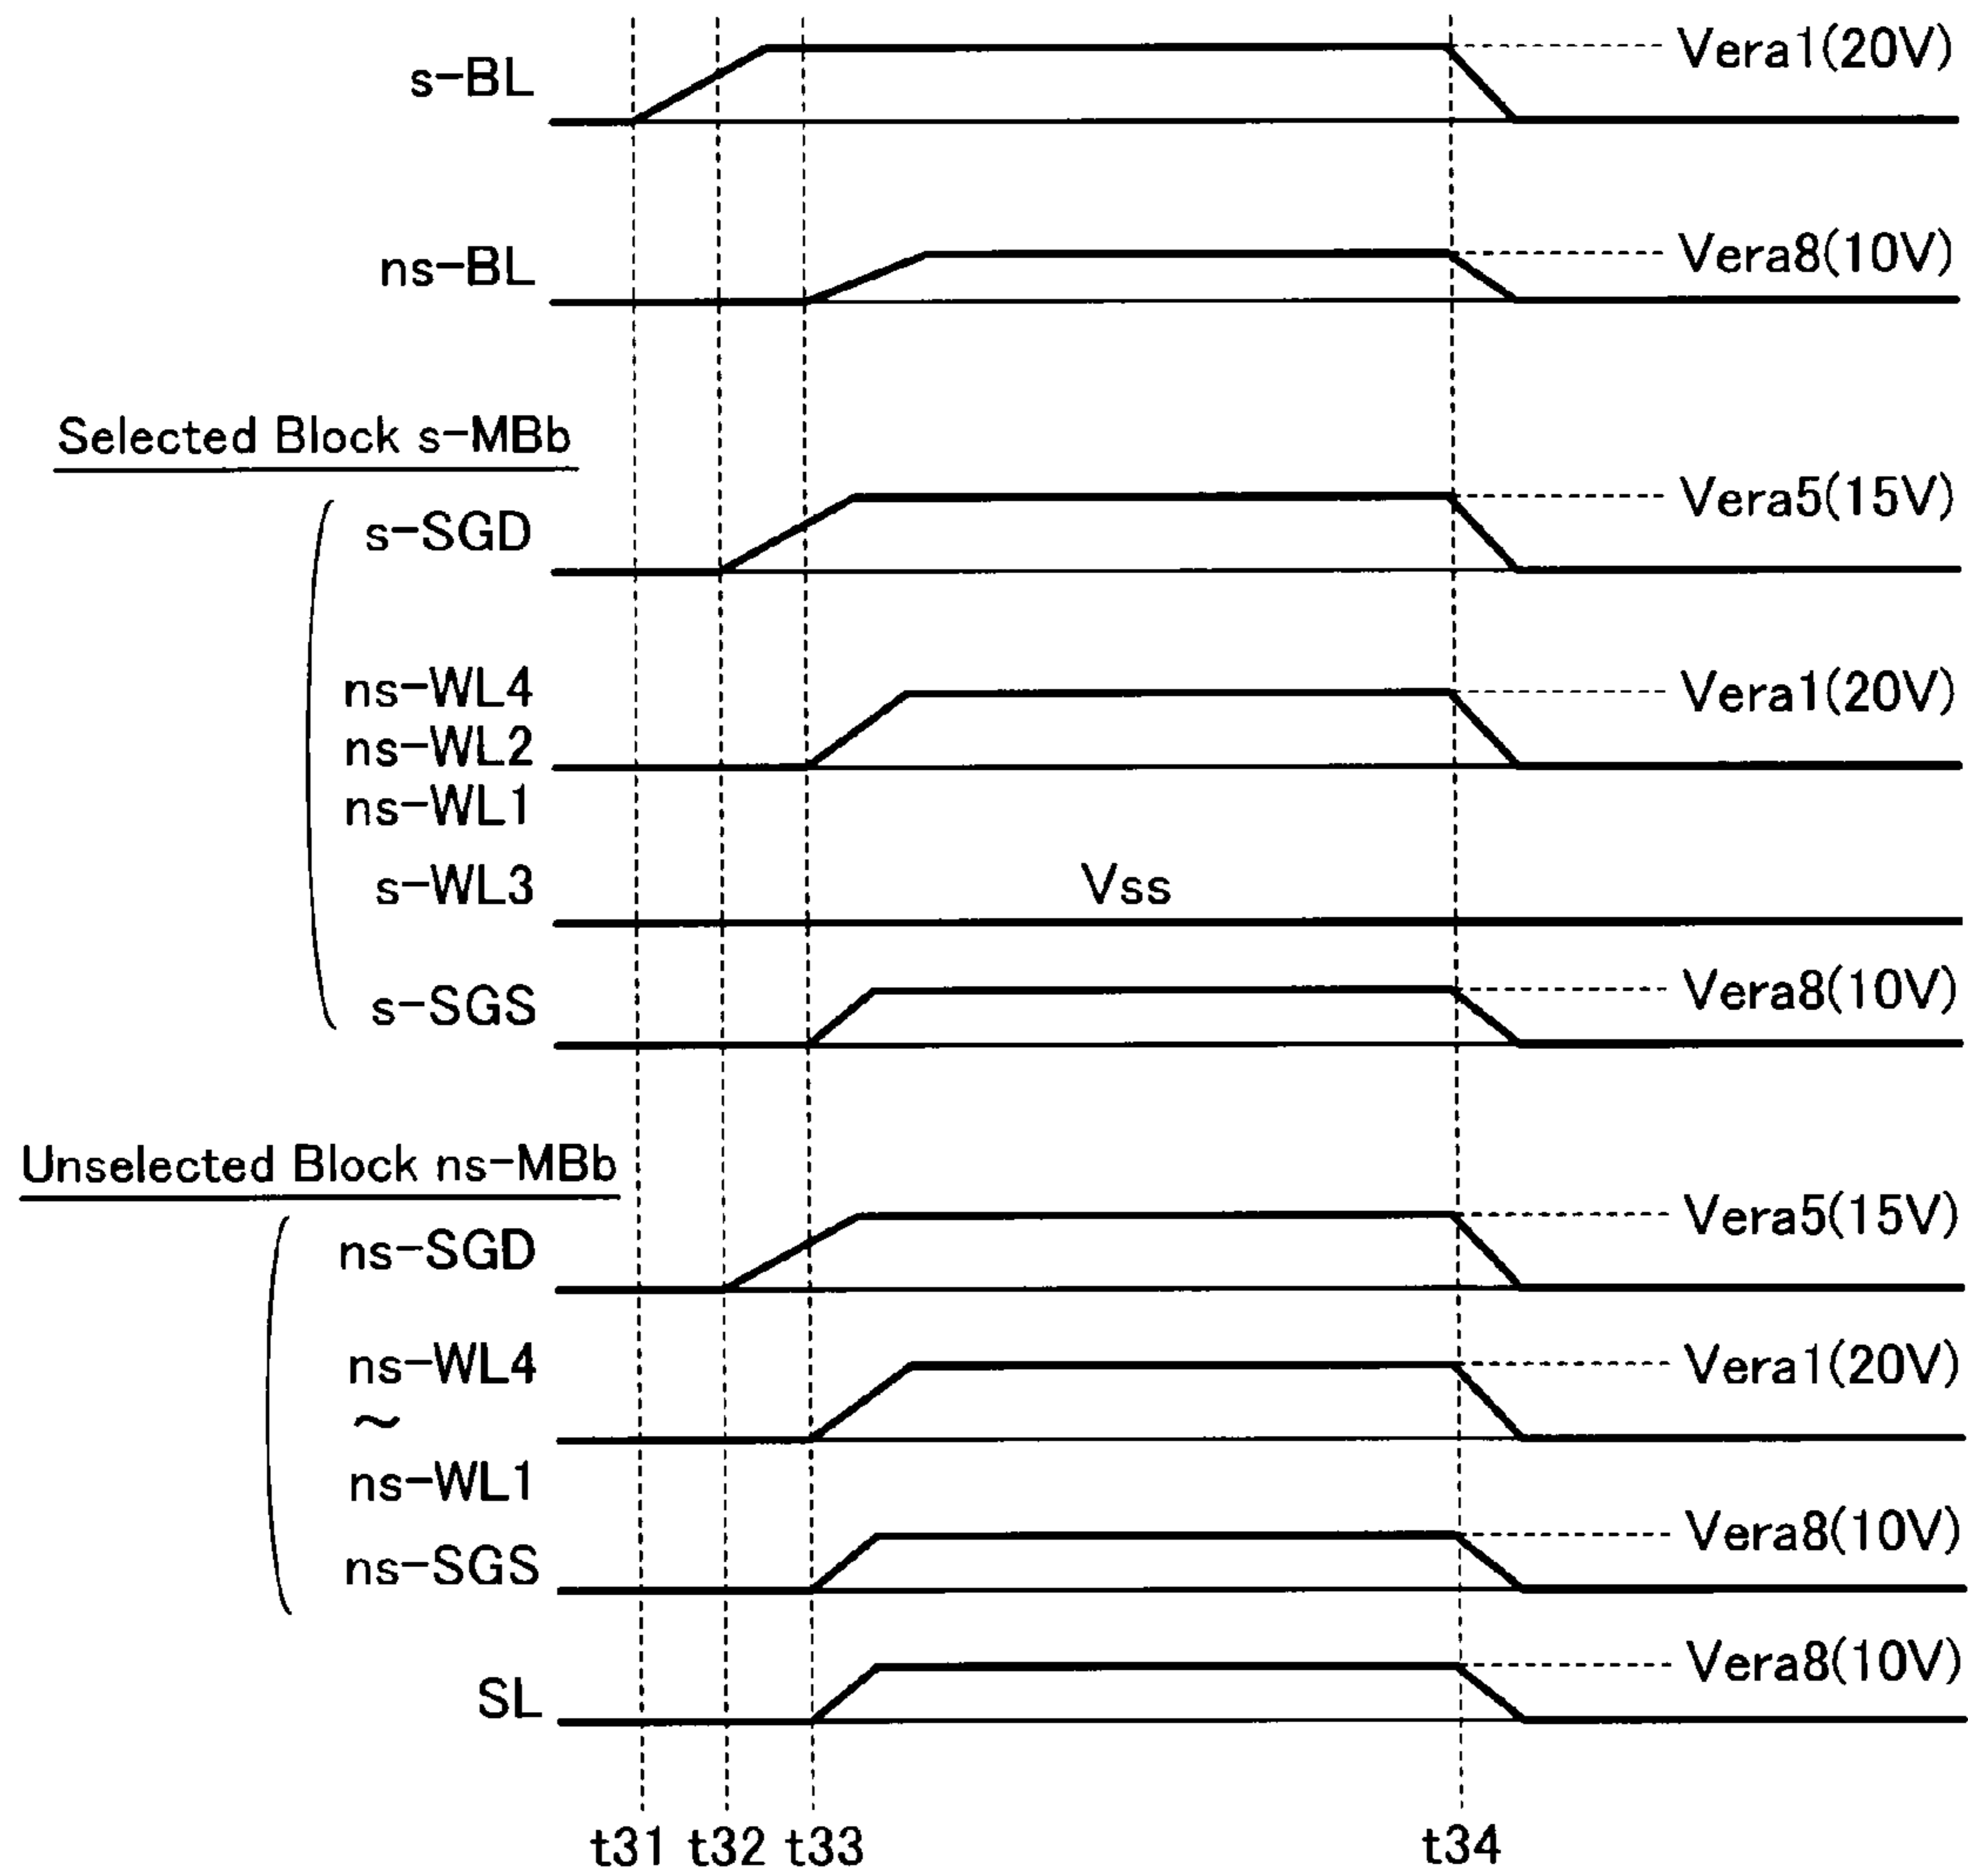 s-BL Vera1(20V)
ns-BL Vera8(10V)
Selected Block s-MBb
s-SGD Vera5(15V)
ns-WL4 Vera1(20V)
ns-WL2
ns-WL1
s-WL3 Vss
s-SGS Vera8(10V)
Unselected Block ns-MBb
ns-SGD Vera5(15V)
ns-WL4 Vera1(20V)
~
ns-WL1
ns-SGS Vera8(10V)
SL Vera8(10V)
t31 t32 t33 t34